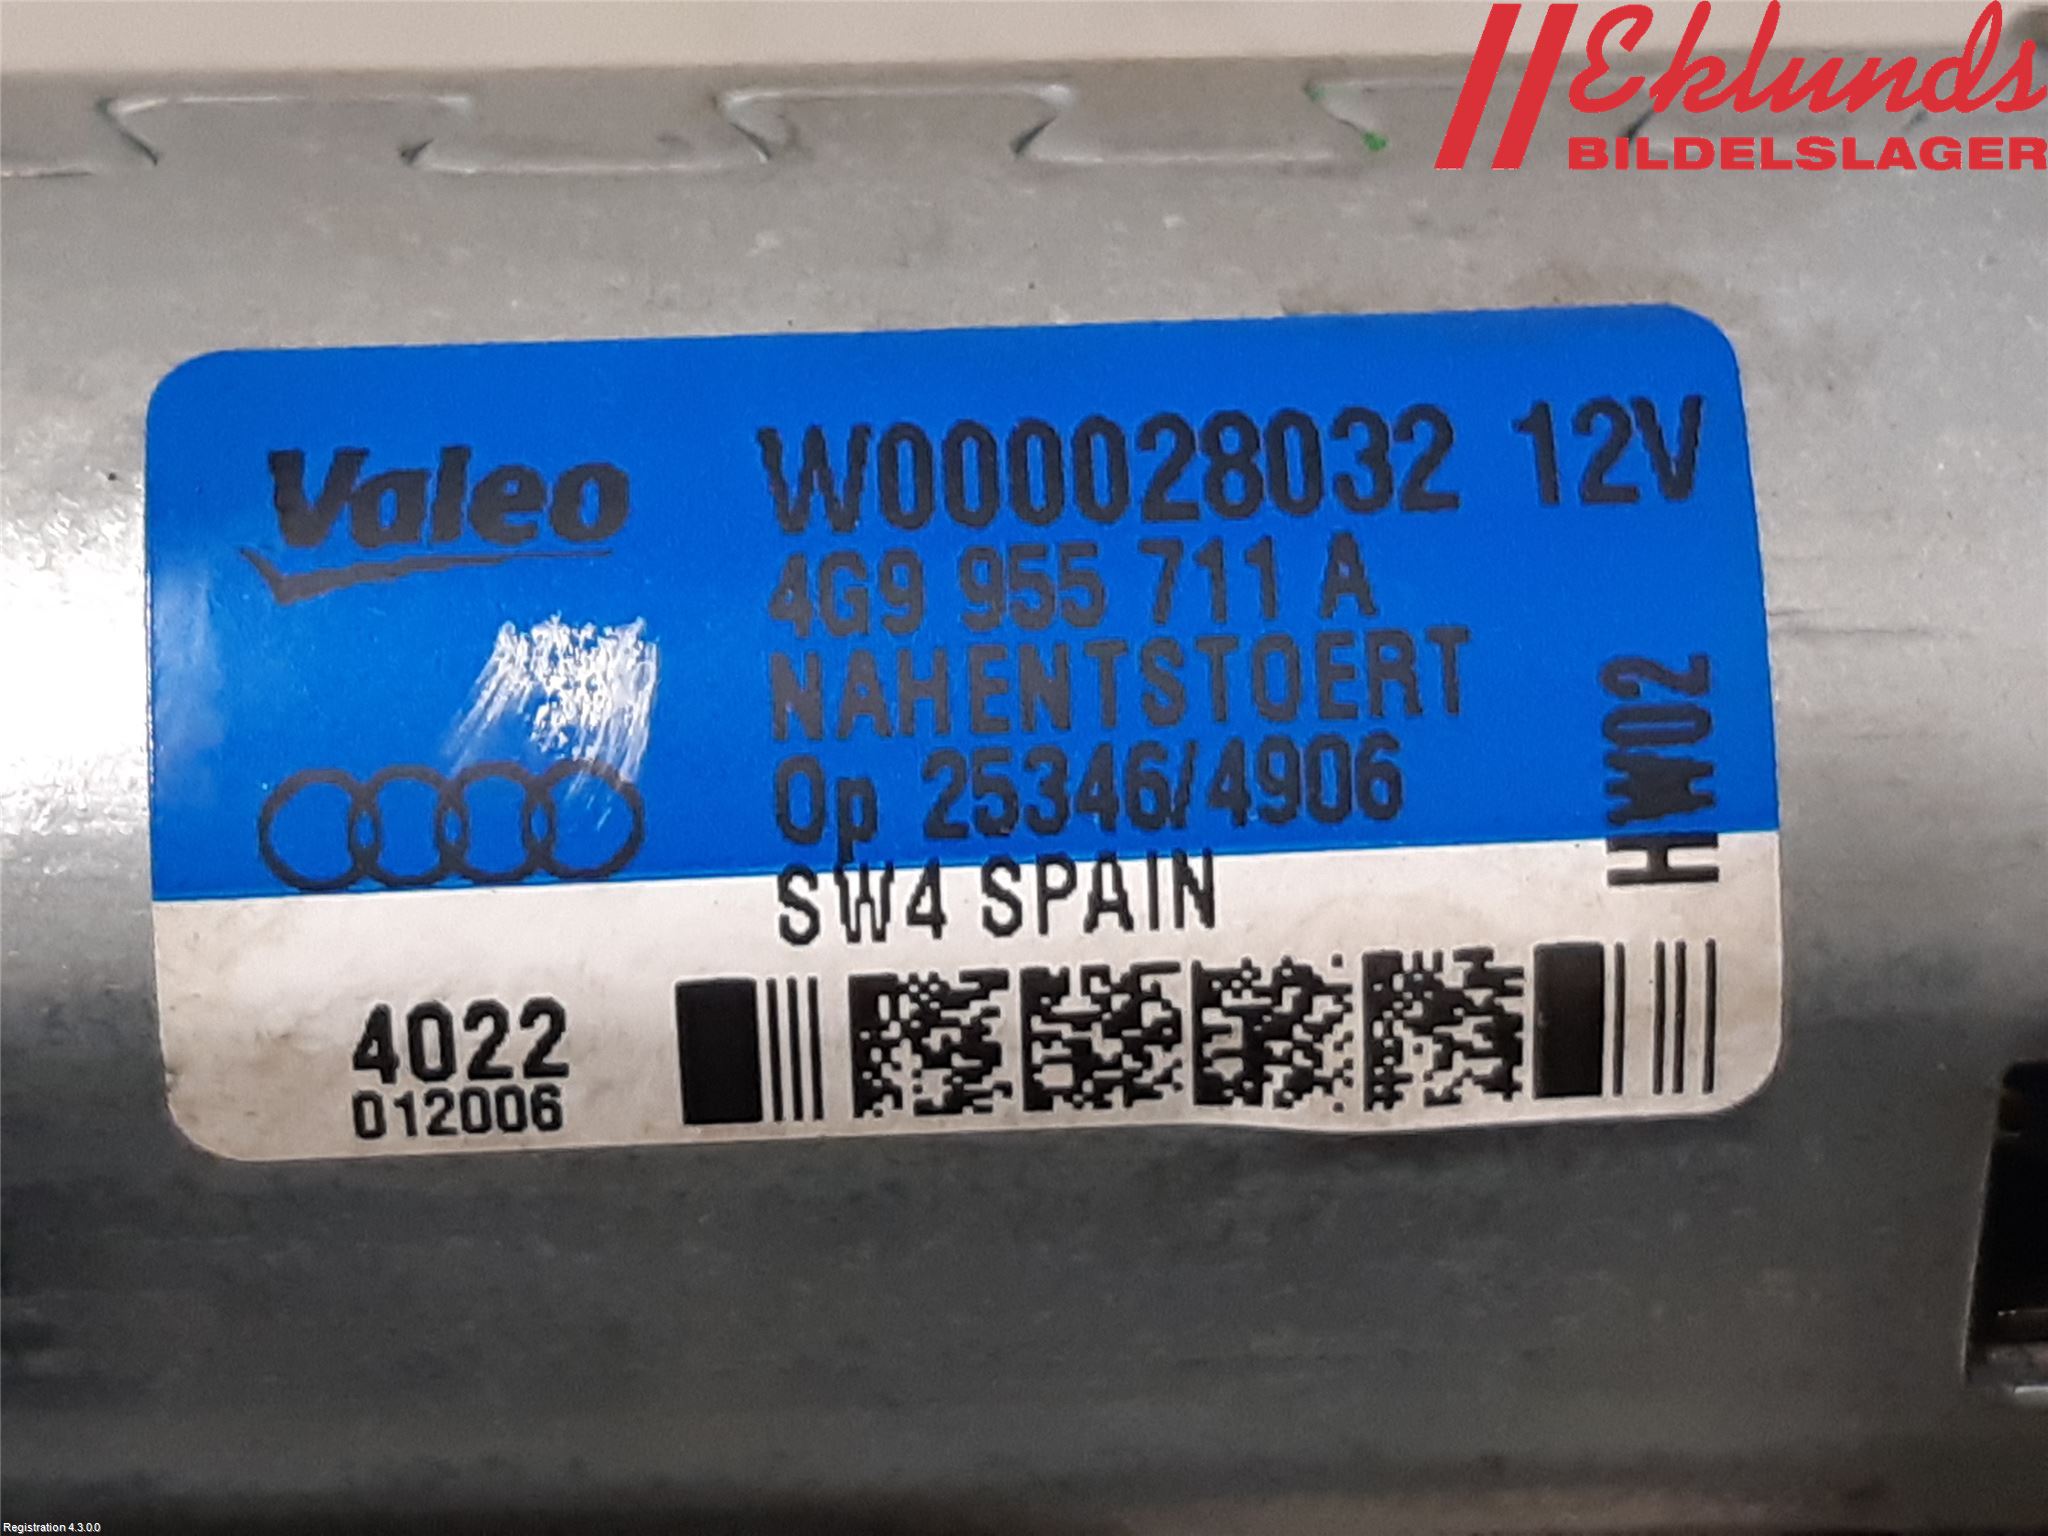 Eklunds
BILDELSLAGER
Valeo
W000028032 12V
4G9 955 711 A
NAHENTSTOERT
Op 25346/4906
HW02
SW4 SPAIN
4022
012006
Registration 4.3.0.0